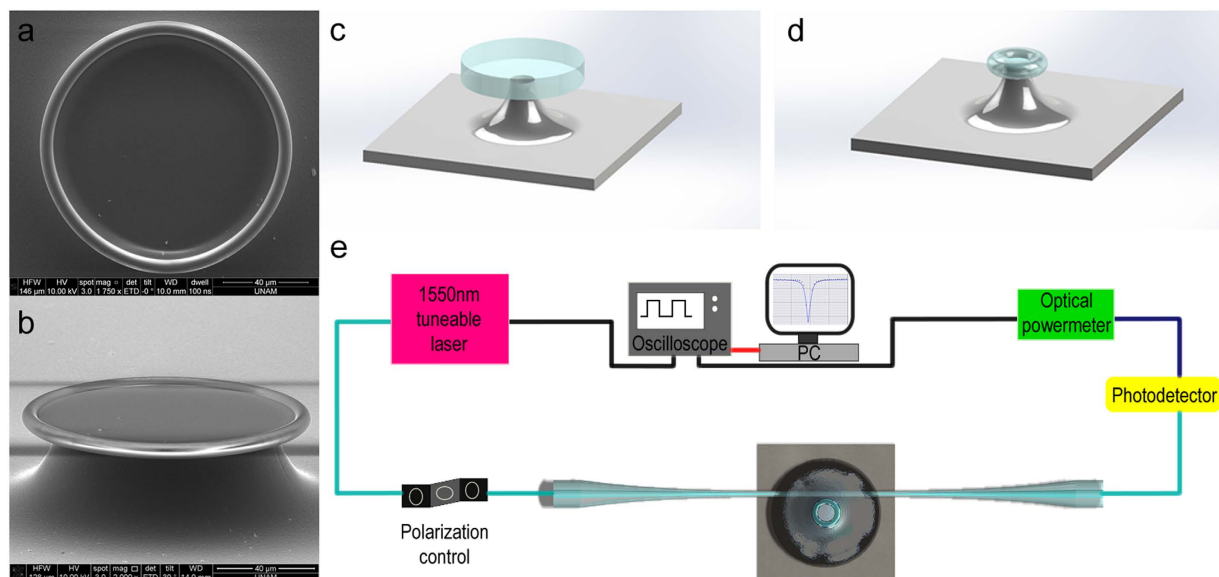 a
HFW HV spot mag □ det tilt WD dwell
146 µm 10.00 kV 3.0 1 750 x ETD -0 ° 10.0 mm 100 ns
40 µm
UNAM
b
HFW HV spot mag □ det tilt WD
10.00 kV 3.0 2 000 x ETD
40 µm
UNAM
c
d
e
1550nm
tuneable
laser
Oscilloscope
PC
Optical
powermeter
Photodetector
Polarization
control